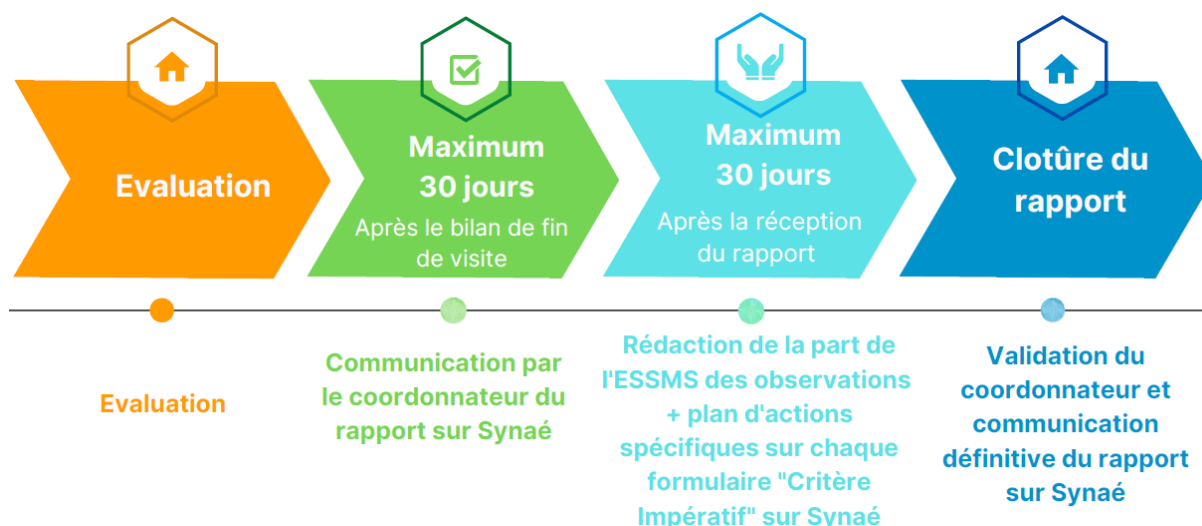 Evaluation
Maximum
30 jours
Après le bilan de fin
de visite
Maximum
30 jours
Après la réception
du rapport
Clotûre du
rapport
Evaluation
Communication par
le coordonnateur du
rapport sur Synaé
Rédaction de la part de
l'ESSMS des observations
+ plan d'actions
spécifiques sur chaque
formulaire "Critère
Impératif" sur Synaé
Validation du
coordonnateur et
communication
définitive du rapport
sur Synaé